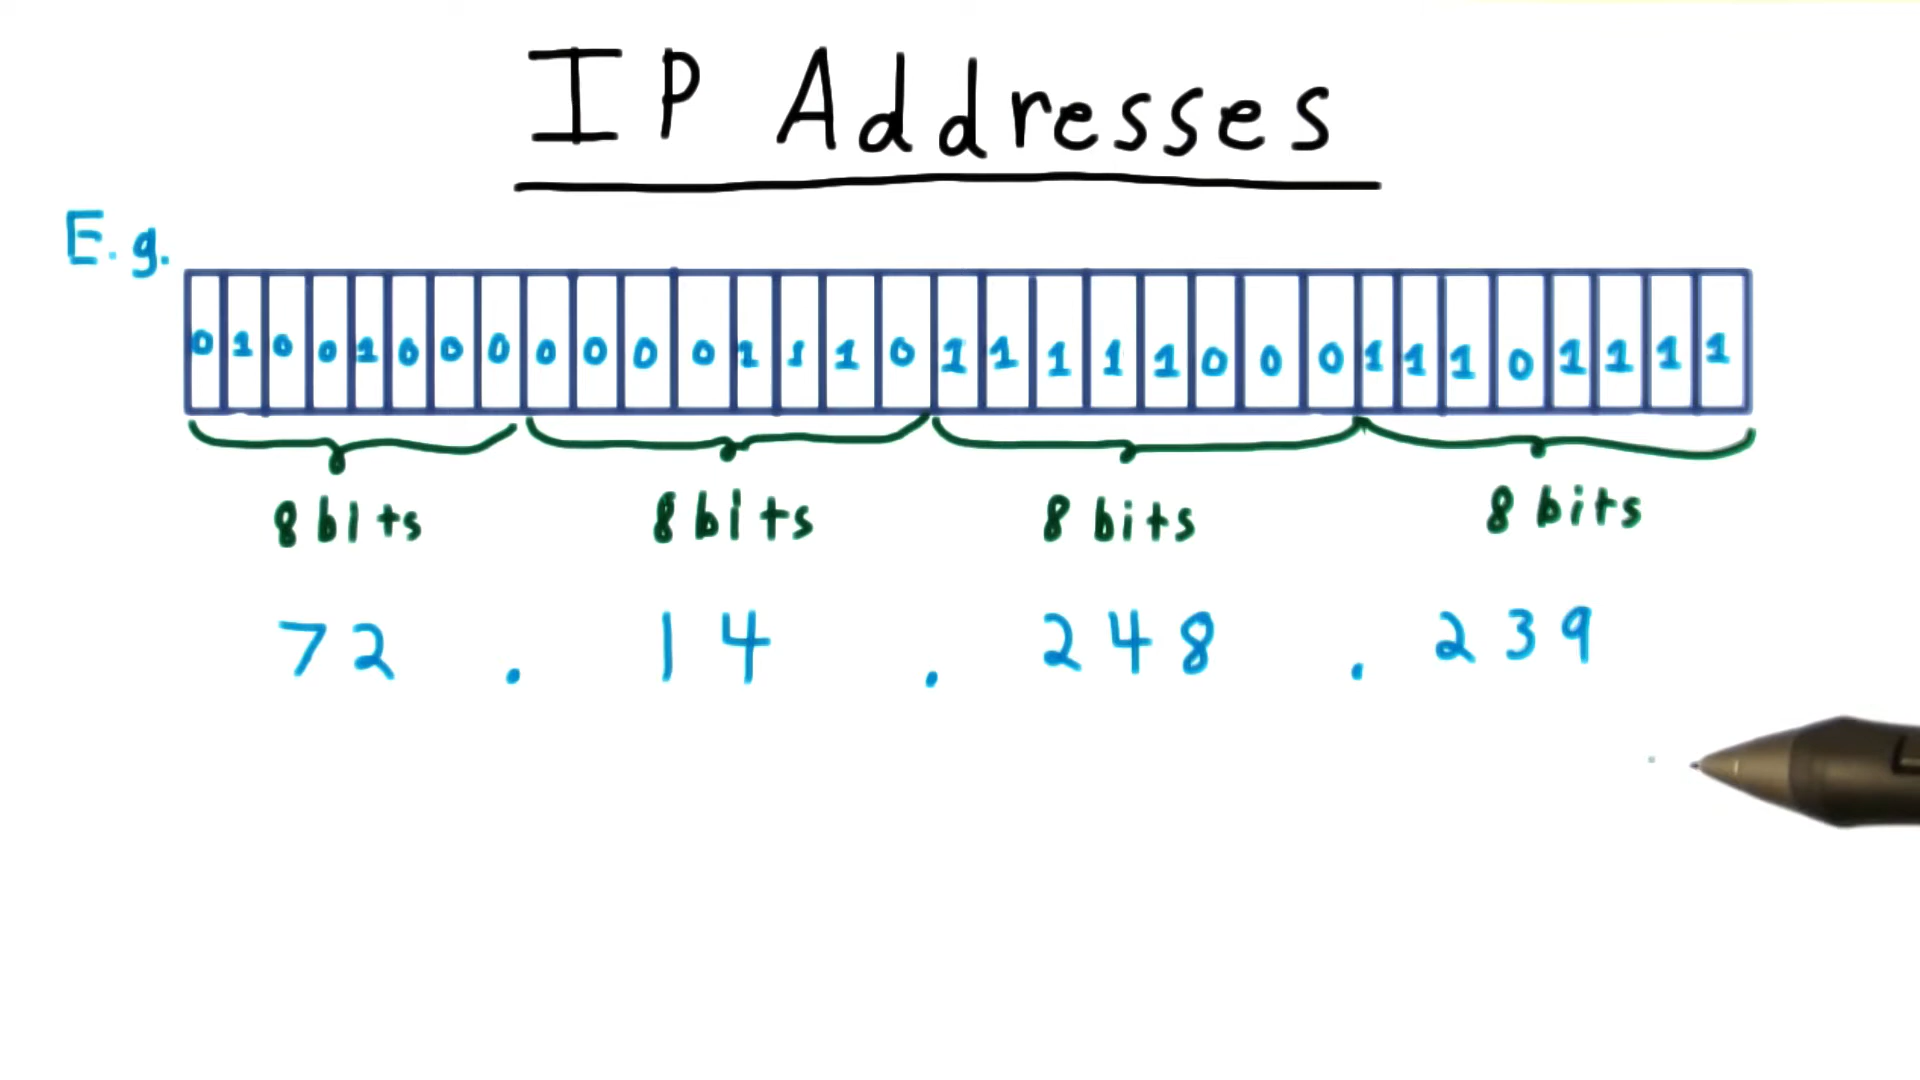 IP Addresses
E.g.
0 1 0 0 1 0 0 0 0 0 0 0 1 1 1 0 1 1 1 1 1 0 0 0 1 1 1 0 1 1 1 1
8 bits 8 bits 8 bits 8 bits
72 . 14 . 248 . 239